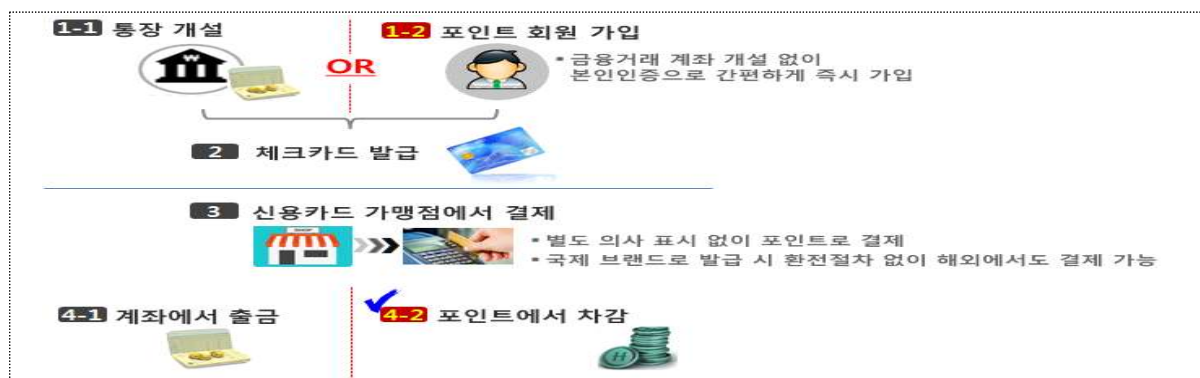 1-1 통장 개설
1-2 포인트 회원 가입
OR
▪ 금융거래 계좌 개설 없이
본인인증으로 간편하게 즉시 가입
2 체크카드 발급
3 신용카드 가맹점에서 결제
SHOP
▪ 별도 의사 표시 없이 포인트로 결제
▪ 국제 브랜드로 발급 시 환전절차 없이 해외에서도 결제 가능
4-1 계좌에서 출금
4-2 포인트에서 차감
H